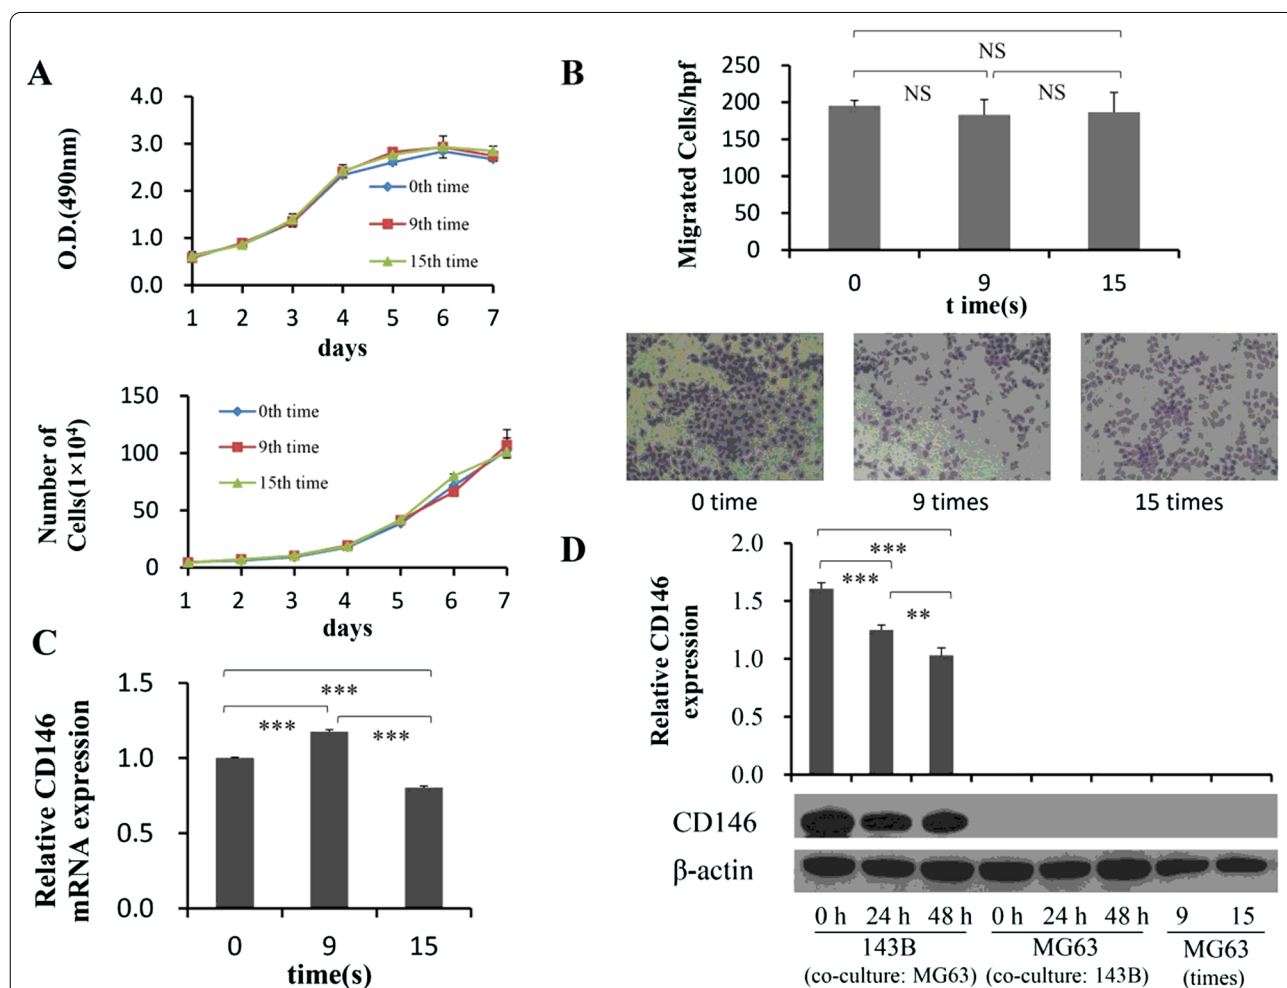 A
4.0
3.0
2.0
1.0
0.0
O.D.(490nm)
0th time
9th time
15th time
1 2 3 4 5 6 7
days
150
100
50
0
Number of
Cells(1×10⁴)
0th time
9th time
15th time
1 2 3 4 5 6 7
days
B
NS
NS NS
250
200
150
100
50
0
Migrated Cells/hpf
0 9 15
t ime(s)
0 time 9 times 15 times
C
1.5
1.0
0.5
0.0
Relative CD146
mRNA expression
***
*** ***
0 9 15
time(s)
D
2.0
1.5
1.0
0.5
0.0
Relative CD146
expression
***
***
**
CD146
β-actin
0 h 24 h 48 h 0 h 24 h 48 h 9 15
143B MG63 MG63
(co-culture: MG63) (co-culture: 143B) (times)